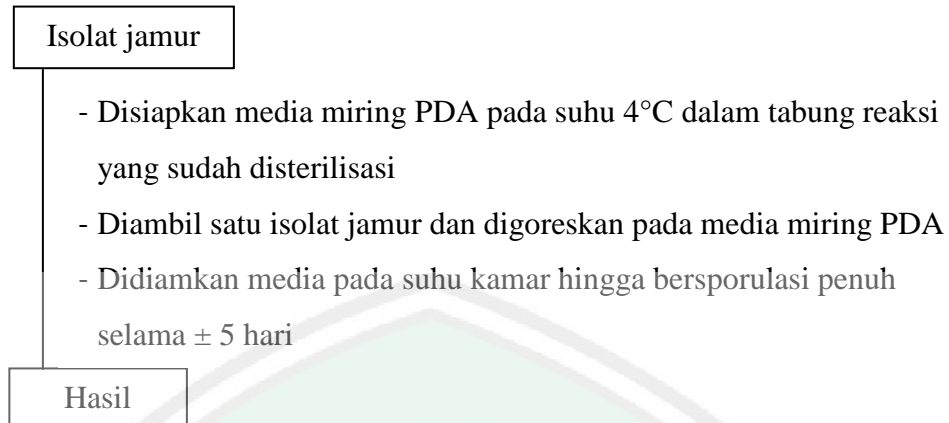 Isolat jamur
- Disiapkan media miring PDA pada suhu 4°C dalam tabung reaksi
yang sudah disterilisasi
- Diambil satu isolat jamur dan digoreskan pada media miring PDA
- Didiamkan media pada suhu kamar hingga bersporulasi penuh
selama ± 5 hari
Hasil